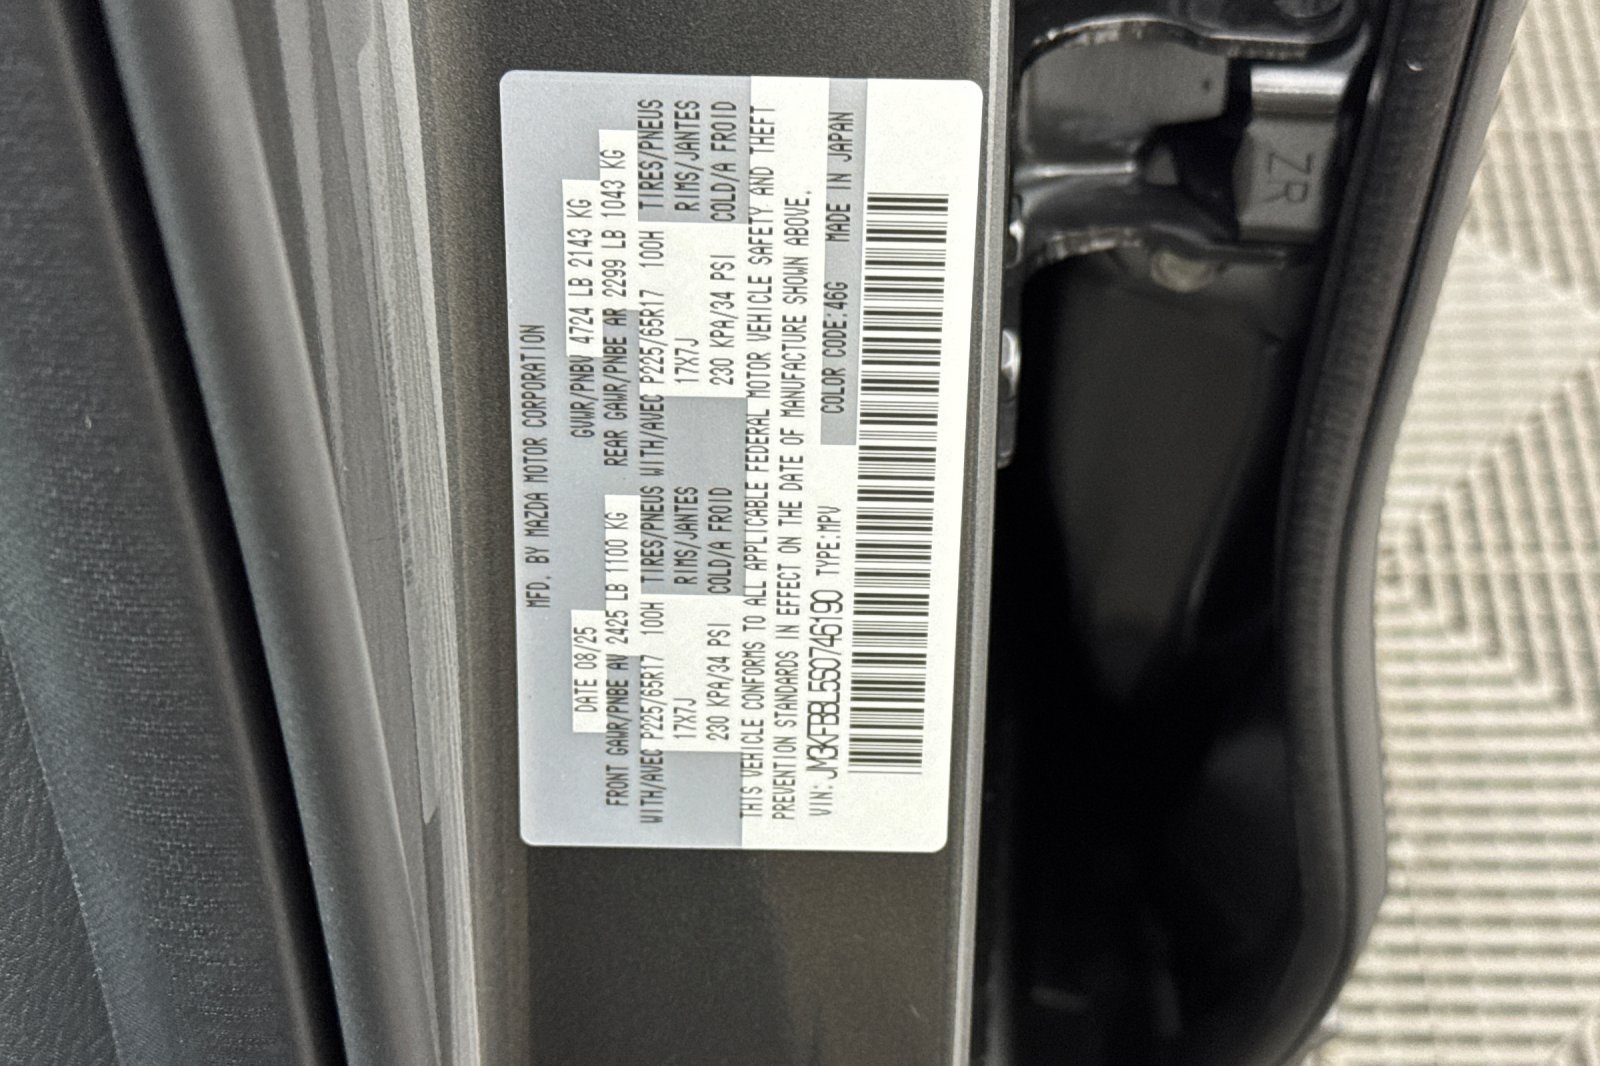 MFD. BY MAZDA MOTOR CORPORATION
DATE 08/25 GVWR/PNBV 4724 LB 2143 KG
FRONT GAWR/PNBE AV 2425 LB 1100 KG REAR GAWR/PNBE AR 2299 LB 1043 KG
WITH/AVEC P225/65R17 100H TIRES/PNEUS WITH/AVEC P225/65R17 100H TIRES/PNEUS
17X7J RIMS/JANTES 17X7J RIMS/JANTES
230 KPA/34 PSI COLD/A FROID 230 KPA/34 PSI COLD/A FROID
THIS VEHICLE CONFORMS TO ALL APPLICABLE FEDERAL MOTOR VEHICLE SAFETY AND THEFT
PREVENTION STANDARDS IN EFFECT ON THE DATE OF MANUFACTURE SHOWN ABOVE.
VIN: JM3KFBBL5S0746190 TYPE:MPV COLOR CODE:46G MADE IN JAPAN
ZR